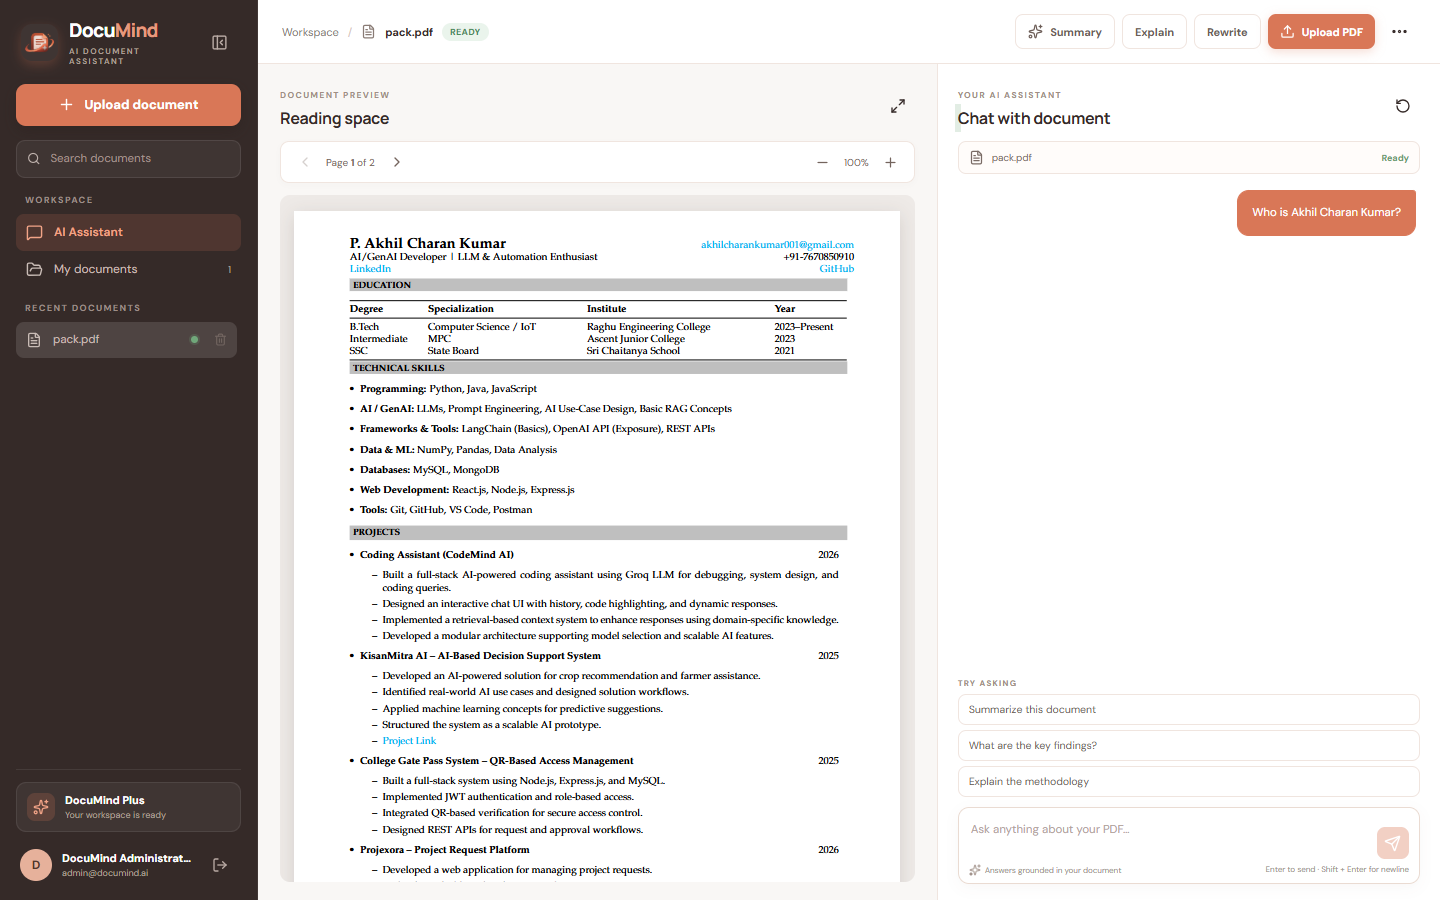 DocuMind
AI DOCUMENT
ASSISTANT
Upload document
Search documents
WORKSPACE
AI Assistant
My documents 1
RECENT DOCUMENTS
pack.pdf
DocuMind Plus
Your workspace is ready
D
DocuMind Administrat...
admin@documind.ai
Workspace / pack.pdf READY
Summary Explain Rewrite Upload PDF
DOCUMENT PREVIEW
Reading space
Page 1 of 2 100%
P. Akhil Charan Kumar akhilcharankumar001@gmail.com
AI/GenAI Developer | LLM & Automation Enthusiast +91-7670850910
LinkedIn GitHub
EDUCATION
Degree Specialization Institute Year
B.Tech Computer Science / IoT Raghu Engineering College 2023–Present
Intermediate MPC Ascent Junior College 2023
SSC State Board Sri Chaitanya School 2021
TECHNICAL SKILLS
• Programming: Python, Java, JavaScript
• AI / GenAI: LLMs, Prompt Engineering, AI Use-Case Design, Basic RAG Concepts
• Frameworks & Tools: LangChain (Basics), OpenAI API (Exposure), REST APIs
• Data & ML: NumPy, Pandas, Data Analysis
• Databases: MySQL, MongoDB
• Web Development: React.js, Node.js, Express.js
• Tools: Git, GitHub, VS Code, Postman
PROJECTS
• Coding Assistant (CodeMind AI) 2026
– Built a full-stack AI-powered coding assistant using Groq LLM for debugging, system design, and
coding queries.
– Designed an interactive chat UI with history, code highlighting, and dynamic responses.
– Implemented a retrieval-based context system to enhance responses using domain-specific knowledge.
– Developed a modular architecture supporting model selection and scalable AI features.
• KisanMitra AI – AI-Based Decision Support System 2025
– Developed an AI-powered solution for crop recommendation and farmer assistance.
– Identified real-world AI use cases and designed solution workflows.
– Applied machine learning concepts for predictive suggestions.
– Structured the system as a scalable AI prototype.
– Project Link
• College Gate Pass System – QR-Based Access Management 2025
– Built a full-stack system using Node.js, Express.js, and MySQL.
– Implemented JWT authentication and role-based access.
– Integrated QR-based verification for secure access control.
– Designed REST APIs for request and approval workflows.
• Projexora – Project Request Platform 2026
– Developed a web application for managing project requests.
YOUR AI ASSISTANT
Chat with document
pack.pdf Ready
Who is Akhil Charan Kumar?
TRY ASKING
Summarize this document
What are the key findings?
Explain the methodology
Ask anything about your PDF...
Answers grounded in your document Enter to send · Shift + Enter for newline